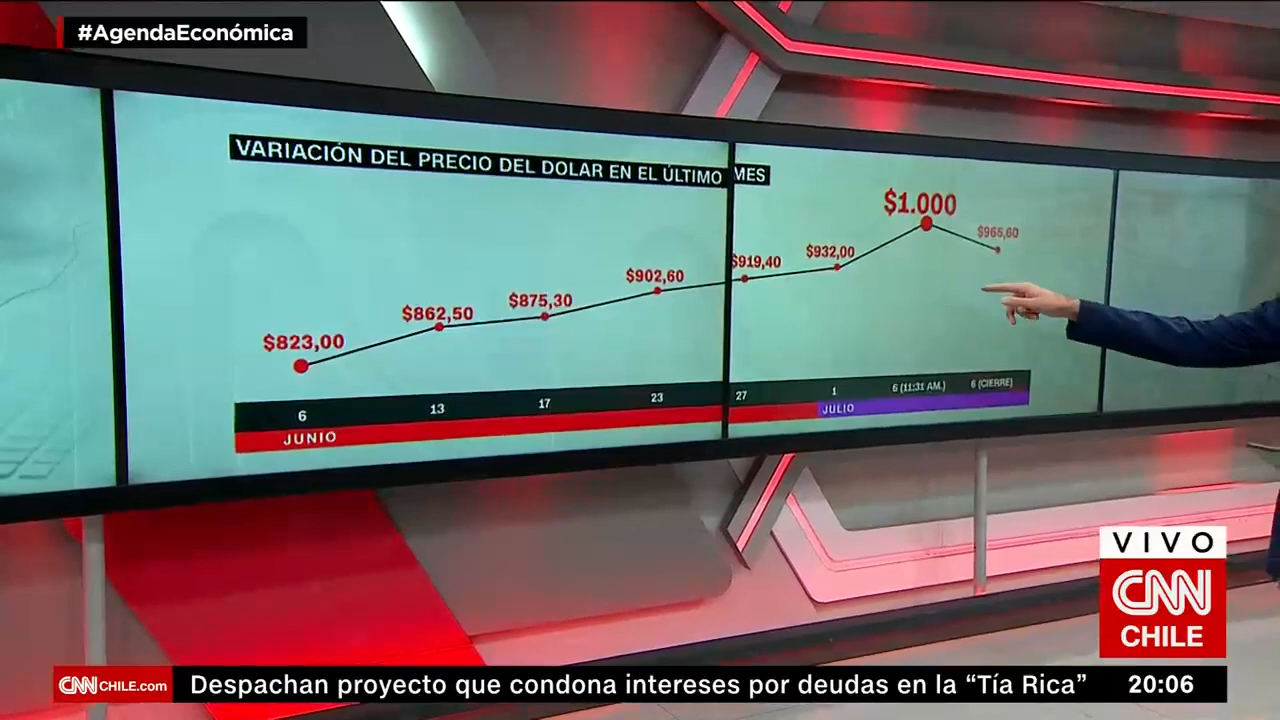 #AgendaEconómica
VARIACIÓN DEL PRECIO DEL DOLAR EN EL ÚLTIMO MES
$823,00
$862,50
$875,30
$902,60
$919,40
$932,00
$1.000
$965,60
6
13
17
23
27
1
6 (11:31 AM.)
6 (CIERRE)
JUNIO
JULIO
VIVO
CNN
CHILE
CNNCHILE.com
Despachan proyecto que condona intereses por deudas en la “Tía Rica”
20:06